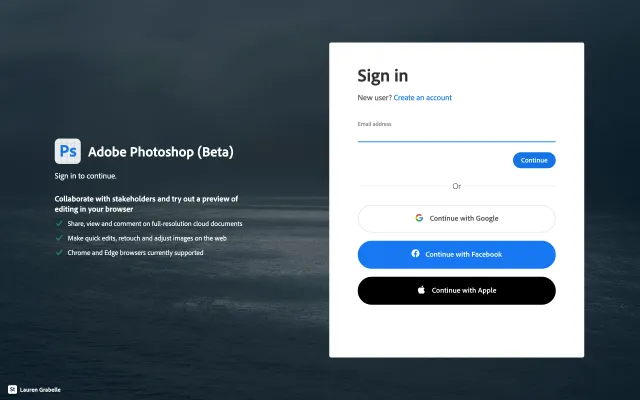 Ps Adobe Photoshop (Beta)
Sign in to continue.
Collaborate with stakeholders and try out a preview of
editing in your browser
Share, view and comment on full-resolution cloud documents
Make quick edits, retouch and adjust images on the web
Chrome and Edge browsers currently supported
Sign in
New user? Create an account
Email address
Continue
Or
Continue with Google
Continue with Facebook
Continue with Apple
St Lauren Grabelle